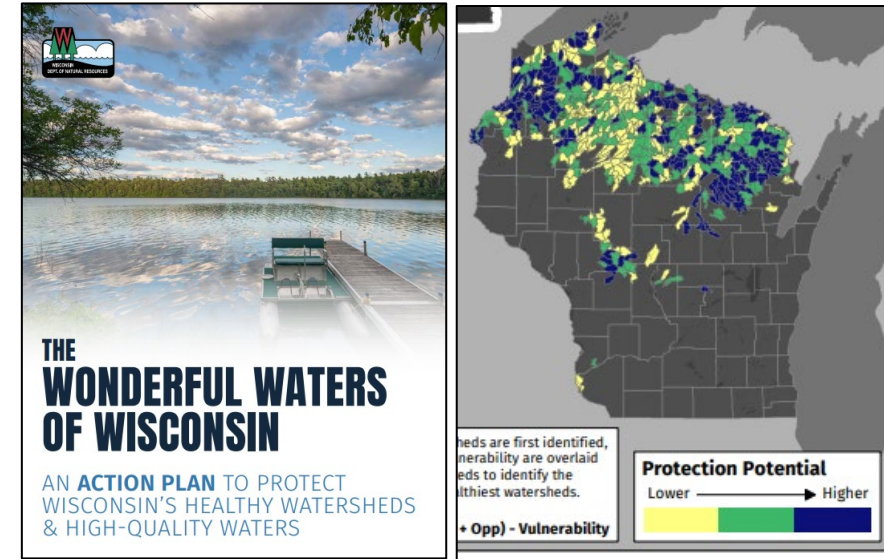 WISCONSIN
DEPT. OF NATURAL RESOURCES
THE
WONDERFUL WATERS
OF WISCONSIN
AN ACTION PLAN TO PROTECT
WISCONSIN'S HEALTHY WATERSHEDS
& HIGH-QUALITY WATERS
heds are first identified,
nerability are overlaid
eds to identify the
lthiest watersheds.
+ Opp) - Vulnerability
Protection Potential
Lower
Higher